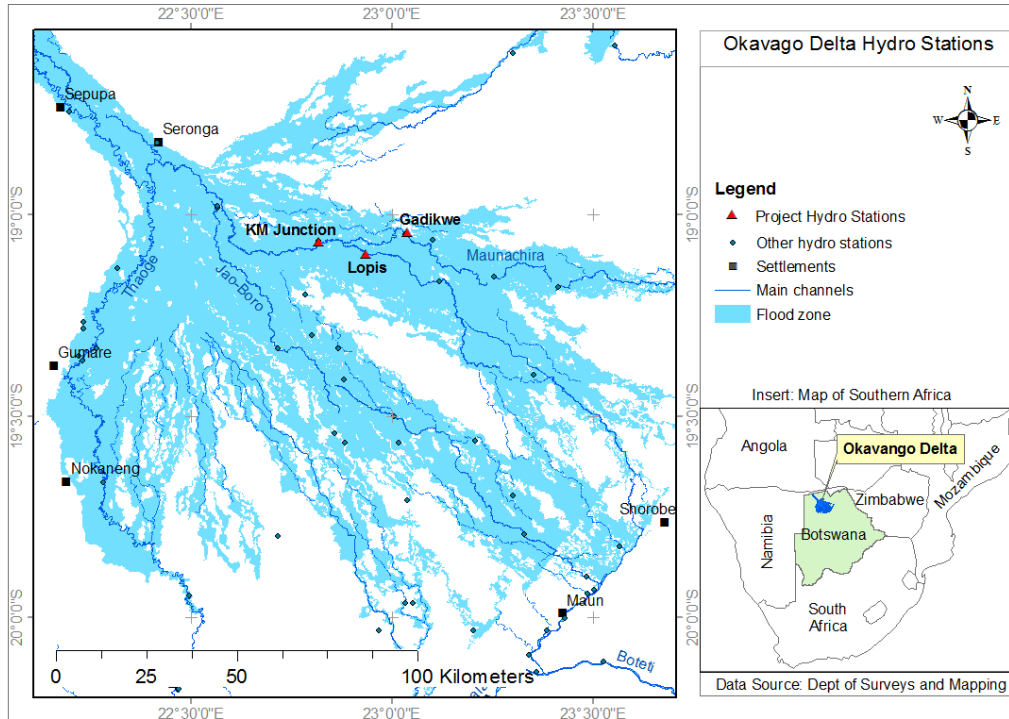 22°30'0"E
23°0'0"E
23°30'0"E
Okavago Delta Hydro Stations
Sepupa
Seronga
N
W
E
S
19°0'0"S
19°0'0"S
Legend
Project Hydro Stations
Other hydro stations
Settlements
Main channels
Flood zone
Gadikwe
KM Junction
Lopis
Maunachira
Thaoge
Jao-Boro
Gumare
Insert: Map of Southern Africa
19°30'0"S
19°30'0"S
Nokaneng
Shorobe
Angola
Okavango Delta
Zimbabwe
Mozambique
Namibia
Botswana
South
Africa
20°0'0"S
20°0'0"S
Maun
Boteti
0
25
50
100 Kilometers
Data Source: Dept of Surveys and Mapping
22°30'0"E
23°0'0"E
23°30'0"E